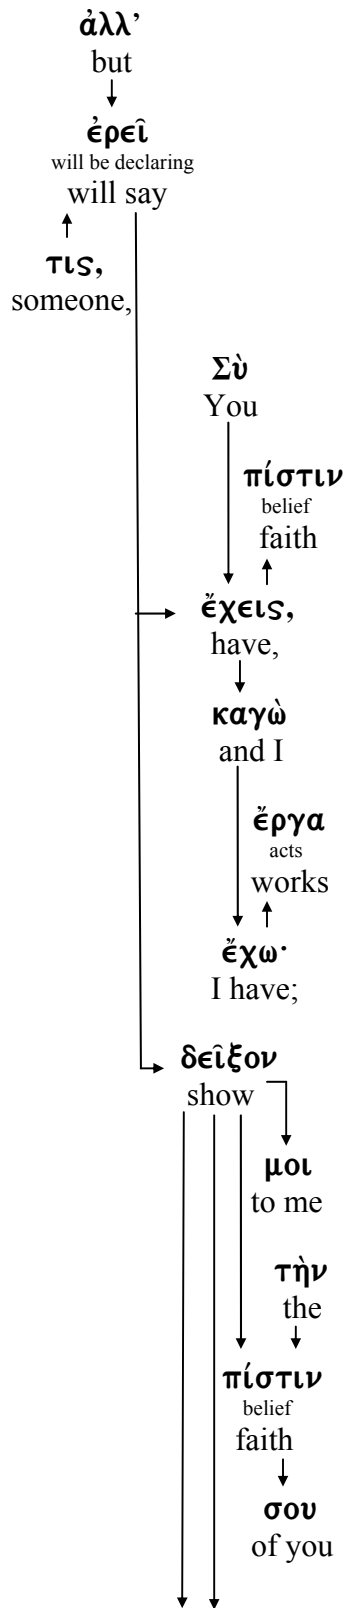 ἀλλ’
but
ἐρεῖ
will be declaring
will say
τις,
someone,
Σὺ
You
πίστιν
belief
faith
ἔχεις,
have,
καγὼ
and I
ἔργα
acts
works
ἔχω·
I have;
δεῖξον
show
μοι
to me
τὴν
the
πίστιν
belief
faith
σου
of you